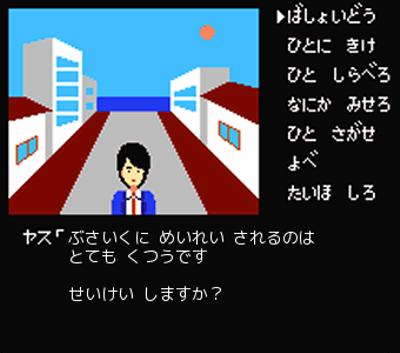 ▶ばしょいどう
ひとに きけ
ひと しらべろ
なにか みせろ
ひと さがせ
よべ
たいほ しろ
ヤス「ぶさいくに めいれい されるのは
とても くつうです
せいけい しますか?